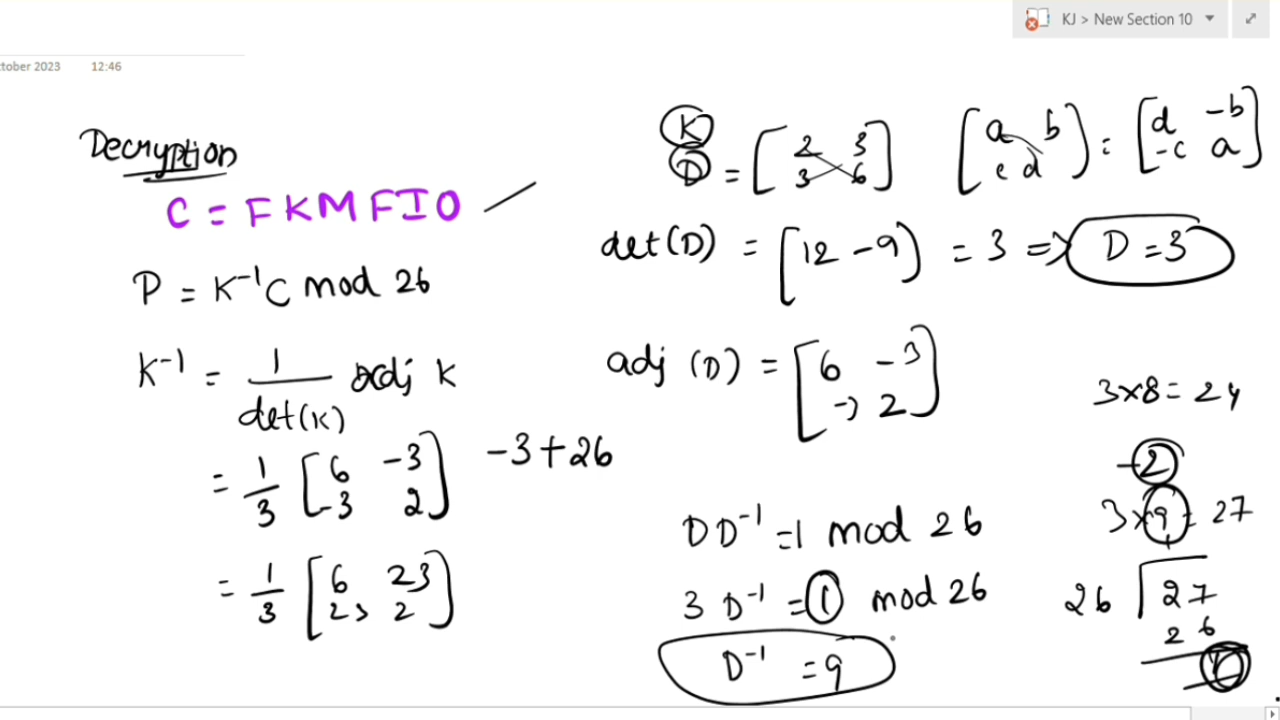 KJ > New Section 10
tober 2023 12:46
Decryption
C = FKMFIO
P = K⁻¹C mod 26
K⁻¹ = 1/det(K) adj K
= 1/3 [6 -3
-3 2]
-3+26
= 1/3 [6 23
23 2]
K
D = [2 3
3 6]
[a b
c d] = [d -b
-c a]
det(D) = [12 - 9] = 3 => D = 3
adj (D) = [6 -3
-3 2]
DD⁻¹ = 1 mod 26
3 D⁻¹ = 1 mod 26
D⁻¹ = 9
3×8 = 24
-2
3×9 = 27
26 27
26
1